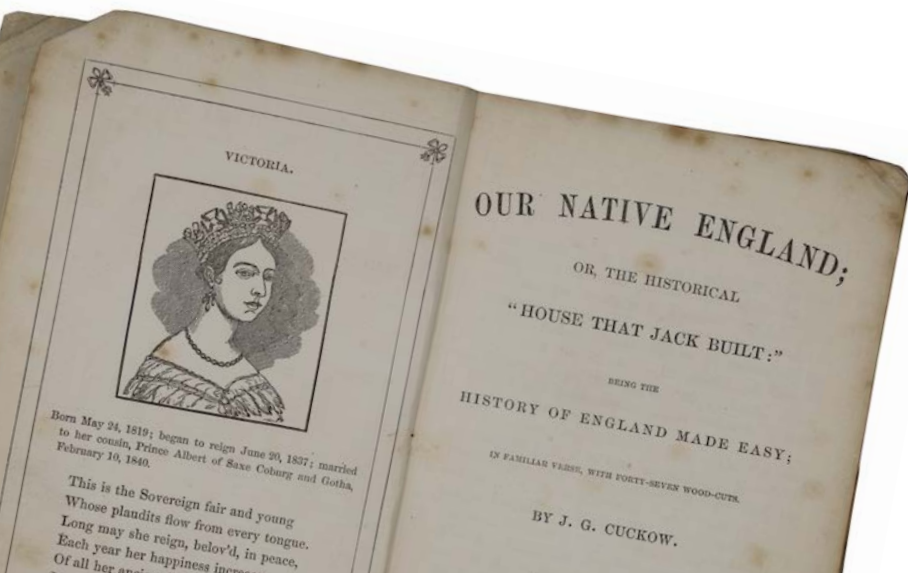 VICTORIA.
Born May 24, 1819; began to reign June 20, 1837; married
to her cousin, Prince Albert of Saxe Coburg and Gotha,
February 10, 1840.
This is the Sovereign fair and young
Whose plaudits flow from every tongue.
Long may she reign, belov'd, in peace,
Each year her happiness
Of all her
OUR NATIVE ENGLAND;
OR, THE HISTORICAL
"HOUSE THAT JACK BUILT:"
BEING THE
HISTORY OF ENGLAND MADE EASY;
IN FAMILIAR VERSE, WITH FORTY-SEVEN WOOD-CUTS.
BY J. G. CUCKOW.